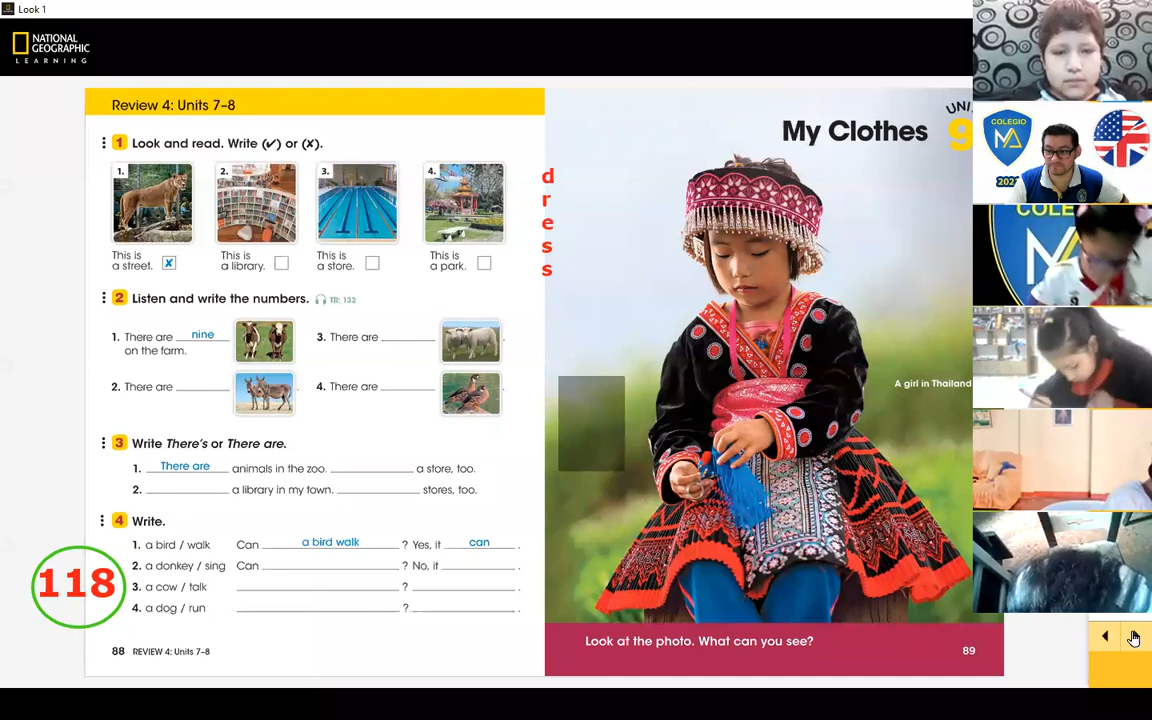 Look 1
NATIONAL
GEOGRAPHIC
LEARNING
Review 4: Units 7–8
1 Look and read. Write (✔) or (✘).
1. 2. 3. 4.
This is a street. ✘
This is a library.
This is a store.
This is a park.
2 Listen and write the numbers. TR: 132
1. There are nine
on the farm.
3. There are .
2. There are .
4. There are .
3 Write There's or There are.
1. There are animals in the zoo. a store, too.
2. a library in my town. stores, too.
4 Write.
1. a bird / walk Can a bird walk ? Yes, it can .
2. a donkey / sing Can ? No, it .
3. a cow / talk ? .
4. a dog / run ? .
118
88 REVIEW 4: Units 7–8
dress
My Clothes
9
A girl in Thailand
Look at the photo. What can you see?
89
COLEGIO
MA